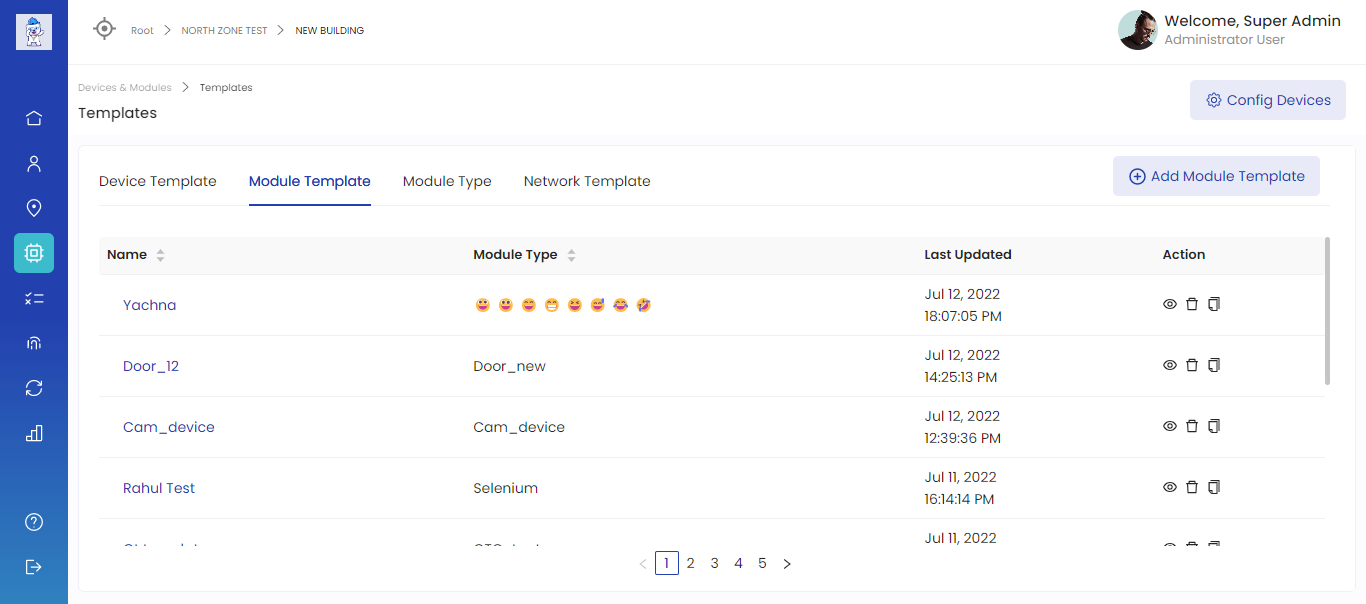 Root > NORTH ZONE TEST > NEW BUILDING
Welcome, Super Admin
Administrator User
Devices & Modules > Templates
Templates
Config Devices
Device Template Module Template Module Type Network Template
Add Module Template
Name Module Type Last Updated Action
Yachna 😀 😃 😄 😁 😆 😅 😂 🤣 Jul 12, 2022
18:07:05 PM
Door_12 Door_new Jul 12, 2022
14:25:13 PM
Cam_device Cam_device Jul 12, 2022
12:39:36 PM
Rahul Test Selenium Jul 11, 2022
16:14:14 PM
Jul 11, 2022
< 1 2 3 4 5 >